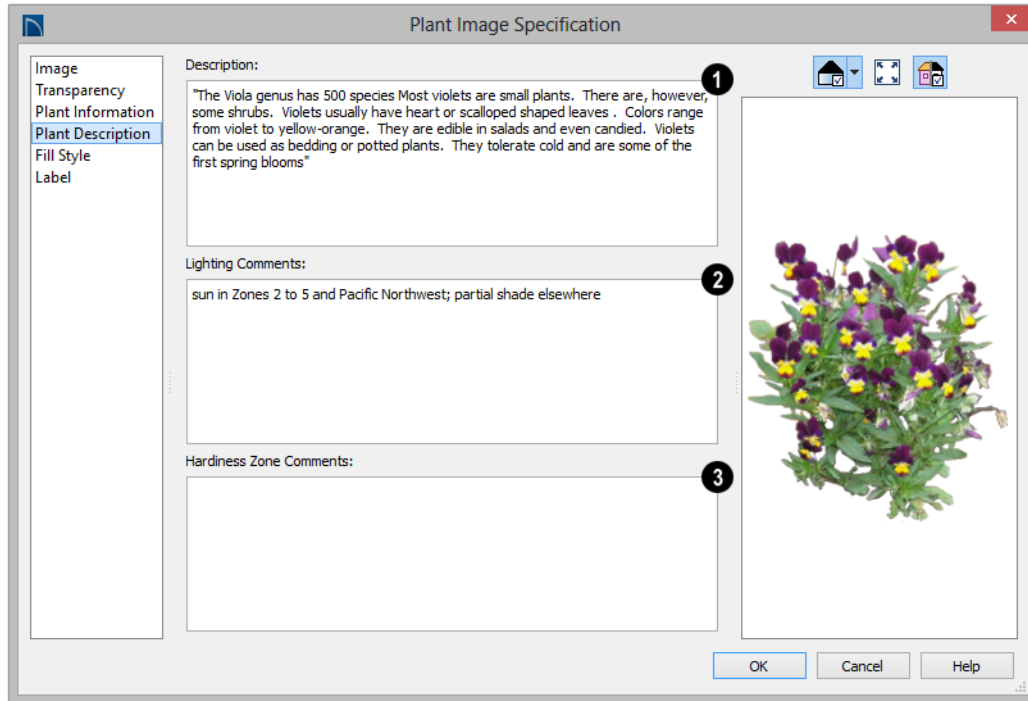 Plant Image Specification
Image
Transparency
Plant Information
Plant Description
Fill Style
Label
Description:
1
"The Viola genus has 500 species Most violets are small plants.  There are, however,
some shrubs.  Violets usually have heart or scalloped shaped leaves .  Colors range
from violet to yellow-orange.  They are edible in salads and even candied.  Violets
can be used as bedding or potted plants.  They tolerate cold and are some of the
first spring blooms"
Lighting Comments:
2
sun in Zones 2 to 5 and Pacific Northwest; partial shade elsewhere
Hardiness Zone Comments:
3
OK
Cancel
Help